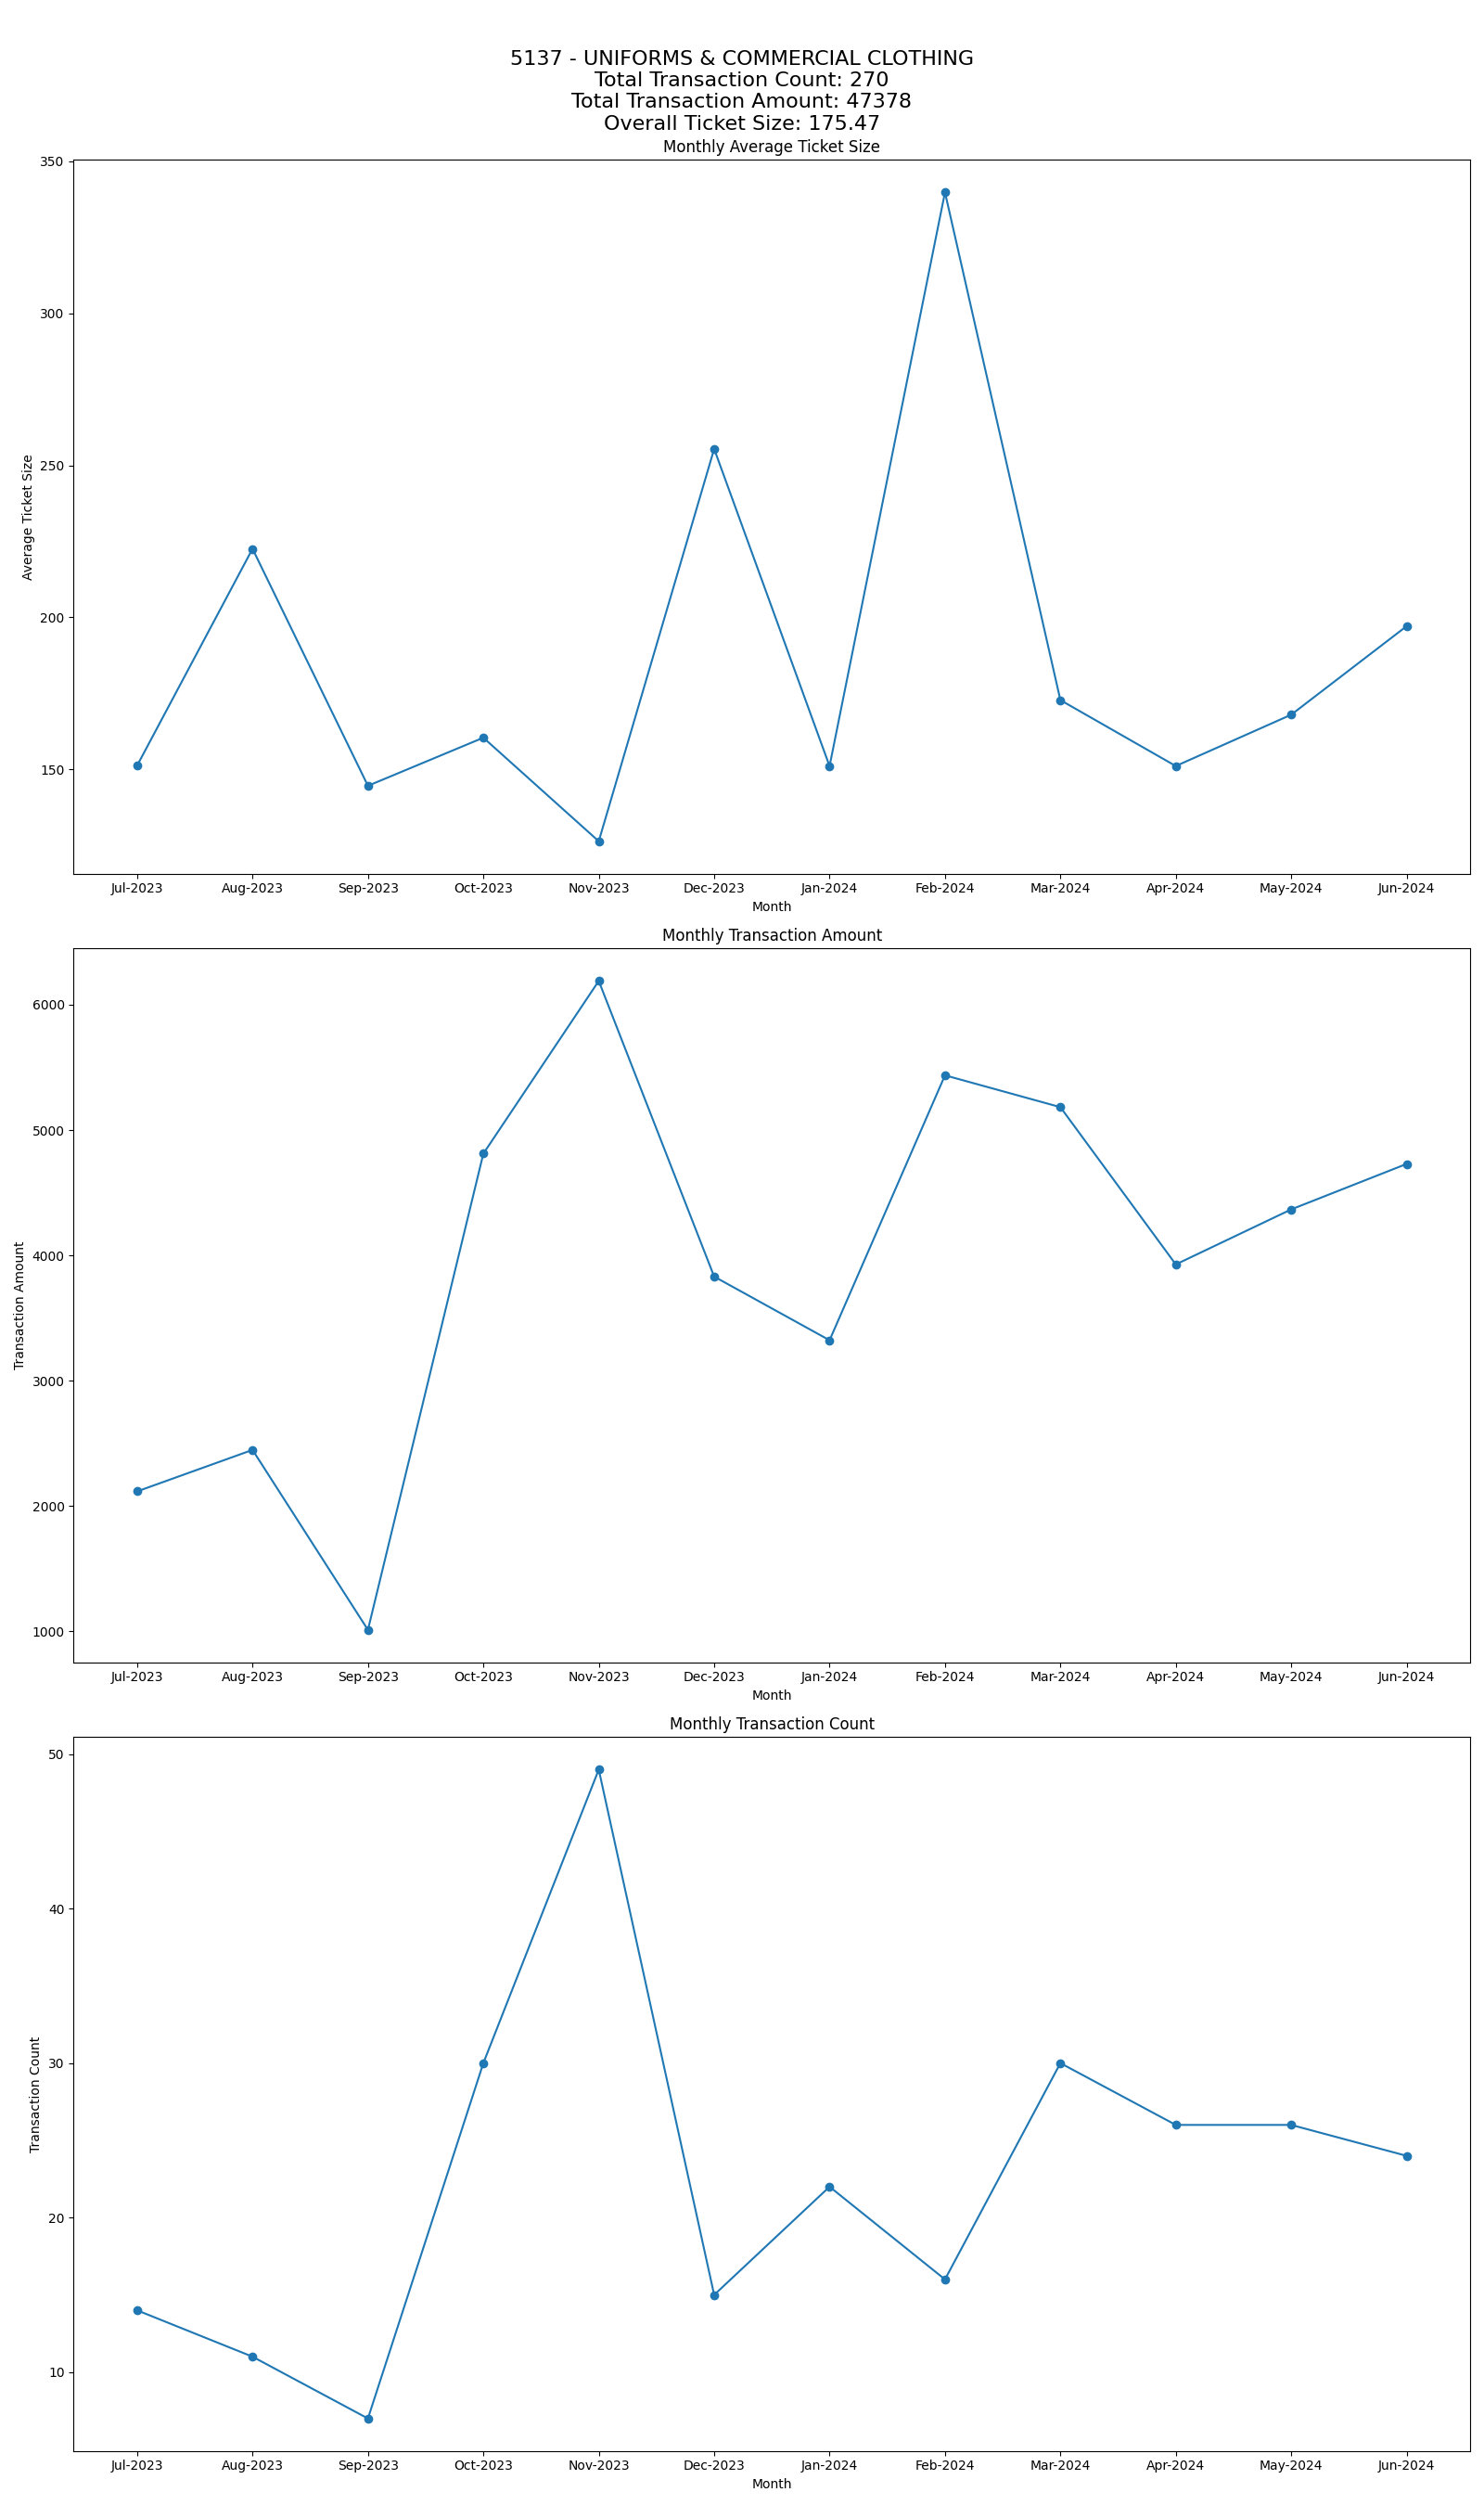 5137 - UNIFORMS & COMMERCIAL CLOTHING
Total Transaction Count: 270
Total Transaction Amount: 47378
Overall Ticket Size: 175.47
Monthly Average Ticket Size
350
300
250
200
150
Average Ticket Size
Jul-2023 Aug-2023 Sep-2023 Oct-2023 Nov-2023 Dec-2023 Jan-2024 Feb-2024 Mar-2024 Apr-2024 May-2024 Jun-2024
Month
Monthly Transaction Amount
6000
5000
4000
3000
2000
1000
Transaction Amount
Jul-2023 Aug-2023 Sep-2023 Oct-2023 Nov-2023 Dec-2023 Jan-2024 Feb-2024 Mar-2024 Apr-2024 May-2024 Jun-2024
Month
Monthly Transaction Count
50
40
30
20
10
Transaction Count
Jul-2023 Aug-2023 Sep-2023 Oct-2023 Nov-2023 Dec-2023 Jan-2024 Feb-2024 Mar-2024 Apr-2024 May-2024 Jun-2024
Month